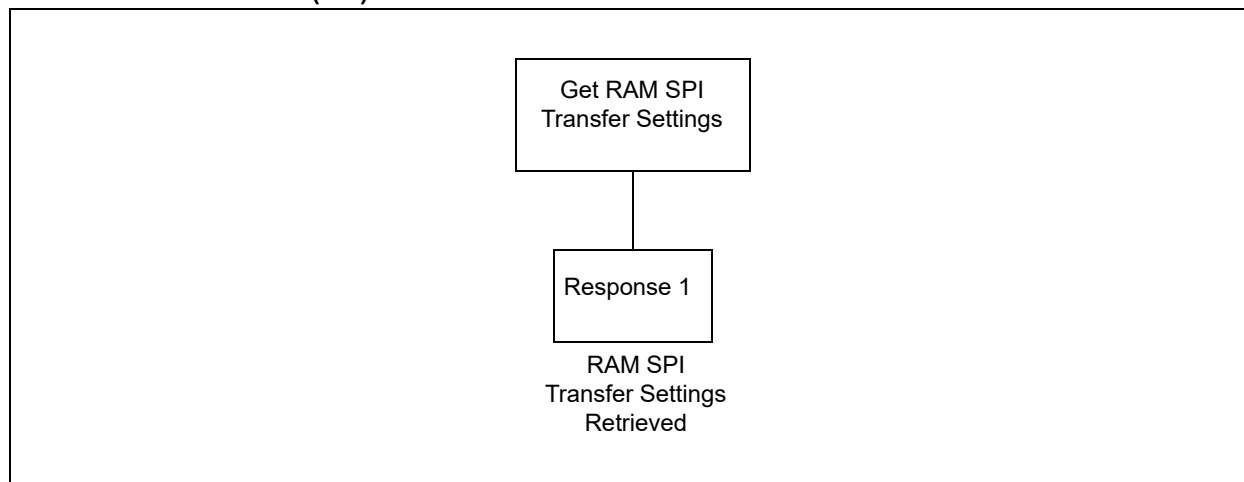 Get RAM SPI
Transfer Settings
Response 1
RAM SPI
Transfer Settings
Retrieved